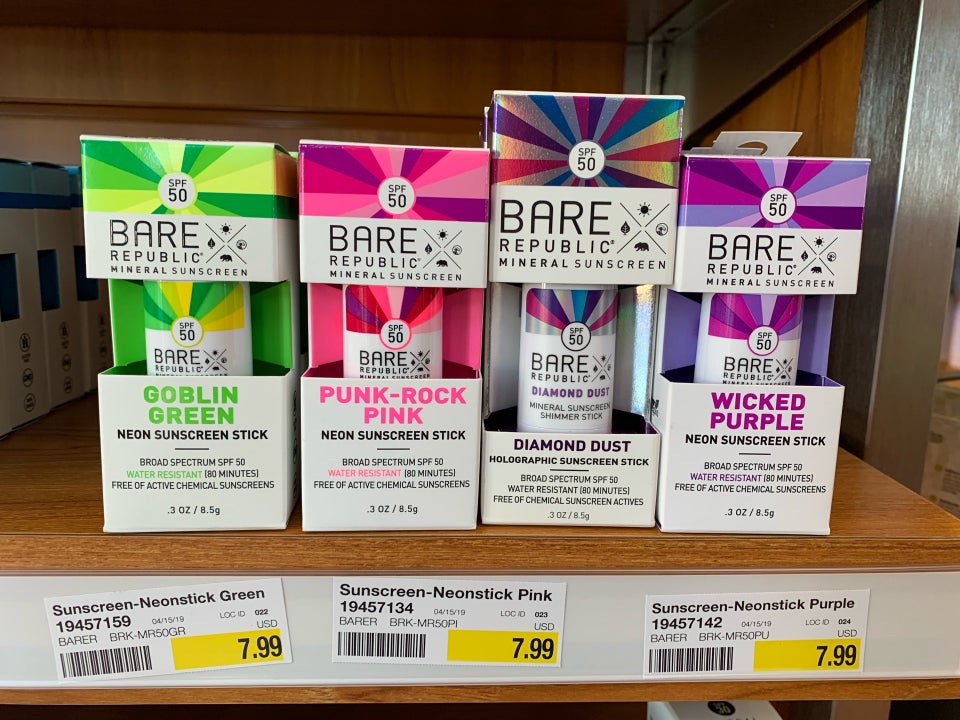 SPF
50
BARE
REPUBLIC®
MINERAL SUNSCREEN
SPF
50
BARE
REPUBLIC®
GOBLIN
GREEN
NEON SUNSCREEN STICK
BROAD SPECTRUM SPF 50
WATER RESISTANT (80 MINUTES)
FREE OF ACTIVE CHEMICAL SUNSCREENS
.3 OZ / 8.5g
SPF
50
BARE
REPUBLIC®
MINERAL SUNSCREEN
SPF
50
BARE
REPUBLIC®
PUNK-ROCK
PINK
NEON SUNSCREEN STICK
BROAD SPECTRUM SPF 50
WATER RESISTANT (80 MINUTES)
FREE OF ACTIVE CHEMICAL SUNSCREENS
.3 OZ / 8.5g
SPF
50
BARE
REPUBLIC®
MINERAL SUNSCREEN
SPF
50
BARE
REPUBLIC®
DIAMOND DUST
MINERAL SUNSCREEN
SHIMMER STICK
DIAMOND DUST
HOLOGRAPHIC SUNSCREEN STICK
BROAD SPECTRUM SPF 50
WATER RESISTANT (80 MINUTES)
FREE OF CHEMICAL SUNSCREEN ACTIVES
.3 OZ / 8.5g
SPF
50
BARE
REPUBLIC®
MINERAL SUNSCREEN
SPF
50
BARE
REPUBLIC®
WICKED
PURPLE
NEON SUNSCREEN STICK
BROAD SPECTRUM SPF 50
WATER RESISTANT (80 MINUTES)
FREE OF ACTIVE CHEMICAL SUNSCREENS
.3 OZ / 8.5g
Sunscreen-Neonstick Green
19457159 04/15/19 LOC ID 022
BARER BRK-MR50GR USD
7.99
Sunscreen-Neonstick Pink
19457134 04/15/19 LOC ID 023
BARER BRK-MR50PI USD
7.99
Sunscreen-Neonstick Purple
19457142 04/15/19 LOC ID 024
BARER BRK-MR50PU USD
7.99
50